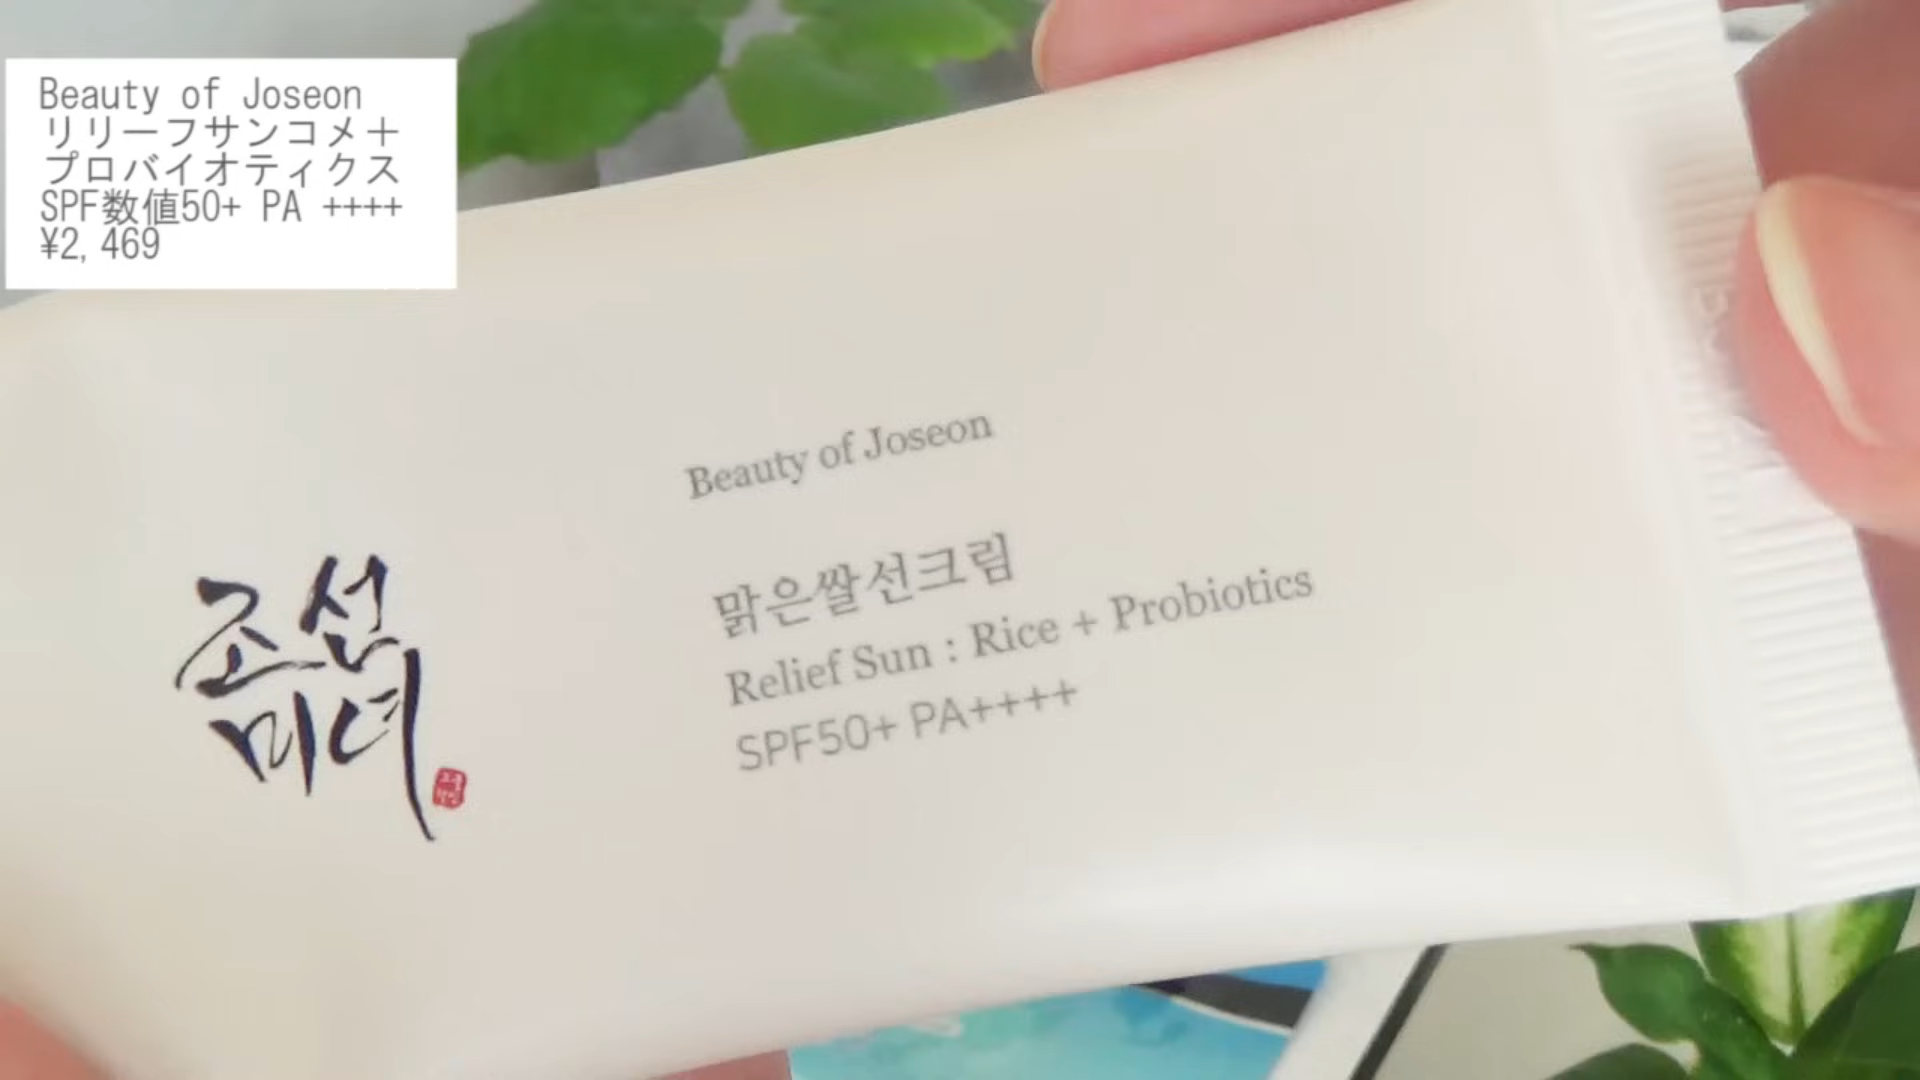 Beauty of Joseon
リリーフサンコメ＋
プロバイオティクス
SPF数値50+ PA ++++
¥2,469
Beauty of Joseon
맑은쌀선크림
Relief Sun : Rice + Probiotics
SPF50+ PA++++
조선
미녀